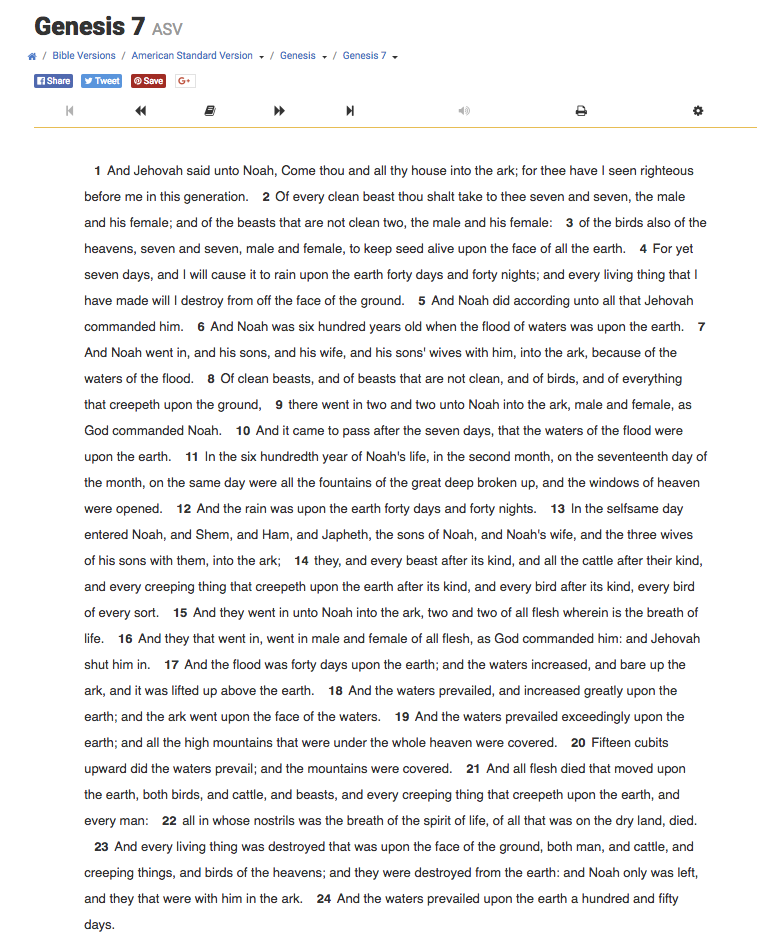 Genesis 7 ASV
/ Bible Versions / American Standard Version / Genesis / Genesis 7
Share Tweet Save G+
1 And Jehovah said unto Noah, Come thou and all thy house into the ark; for thee have I seen righteous
before me in this generation. 2 Of every clean beast thou shalt take to thee seven and seven, the male
and his female; and of the beasts that are not clean two, the male and his female: 3 of the birds also of the
heavens, seven and seven, male and female, to keep seed alive upon the face of all the earth. 4 For yet
seven days, and I will cause it to rain upon the earth forty days and forty nights; and every living thing that I
have made will I destroy from off the face of the ground. 5 And Noah did according unto all that Jehovah
commanded him. 6 And Noah was six hundred years old when the flood of waters was upon the earth. 7
And Noah went in, and his sons, and his wife, and his sons' wives with him, into the ark, because of the
waters of the flood. 8 Of clean beasts, and of beasts that are not clean, and of birds, and of everything
that creepeth upon the ground, 9 there went in two and two unto Noah into the ark, male and female, as
God commanded Noah. 10 And it came to pass after the seven days, that the waters of the flood were
upon the earth. 11 In the six hundredth year of Noah's life, in the second month, on the seventeenth day of
the month, on the same day were all the fountains of the great deep broken up, and the windows of heaven
were opened. 12 And the rain was upon the earth forty days and forty nights. 13 In the selfsame day
entered Noah, and Shem, and Ham, and Japheth, the sons of Noah, and Noah's wife, and the three wives
of his sons with them, into the ark; 14 they, and every beast after its kind, and all the cattle after their kind,
and every creeping thing that creepeth upon the earth after its kind, and every bird after its kind, every bird
of every sort. 15 And they went in unto Noah into the ark, two and two of all flesh wherein is the breath of
life. 16 And they that went in, went in male and female of all flesh, as God commanded him: and Jehovah
shut him in. 17 And the flood was forty days upon the earth; and the waters increased, and bare up the
ark, and it was lifted up above the earth. 18 And the waters prevailed, and increased greatly upon the
earth; and the ark went upon the face of the waters. 19 And the waters prevailed exceedingly upon the
earth; and all the high mountains that were under the whole heaven were covered. 20 Fifteen cubits
upward did the waters prevail; and the mountains were covered. 21 And all flesh died that moved upon
the earth, both birds, and cattle, and beasts, and every creeping thing that creepeth upon the earth, and
every man: 22 all in whose nostrils was the breath of the spirit of life, of all that was on the dry land, died.
23 And every living thing was destroyed that was upon the face of the ground, both man, and cattle, and
creeping things, and birds of the heavens; and they were destroyed from the earth: and Noah only was left,
and they that were with him in the ark. 24 And the waters prevailed upon the earth a hundred and fifty
days.